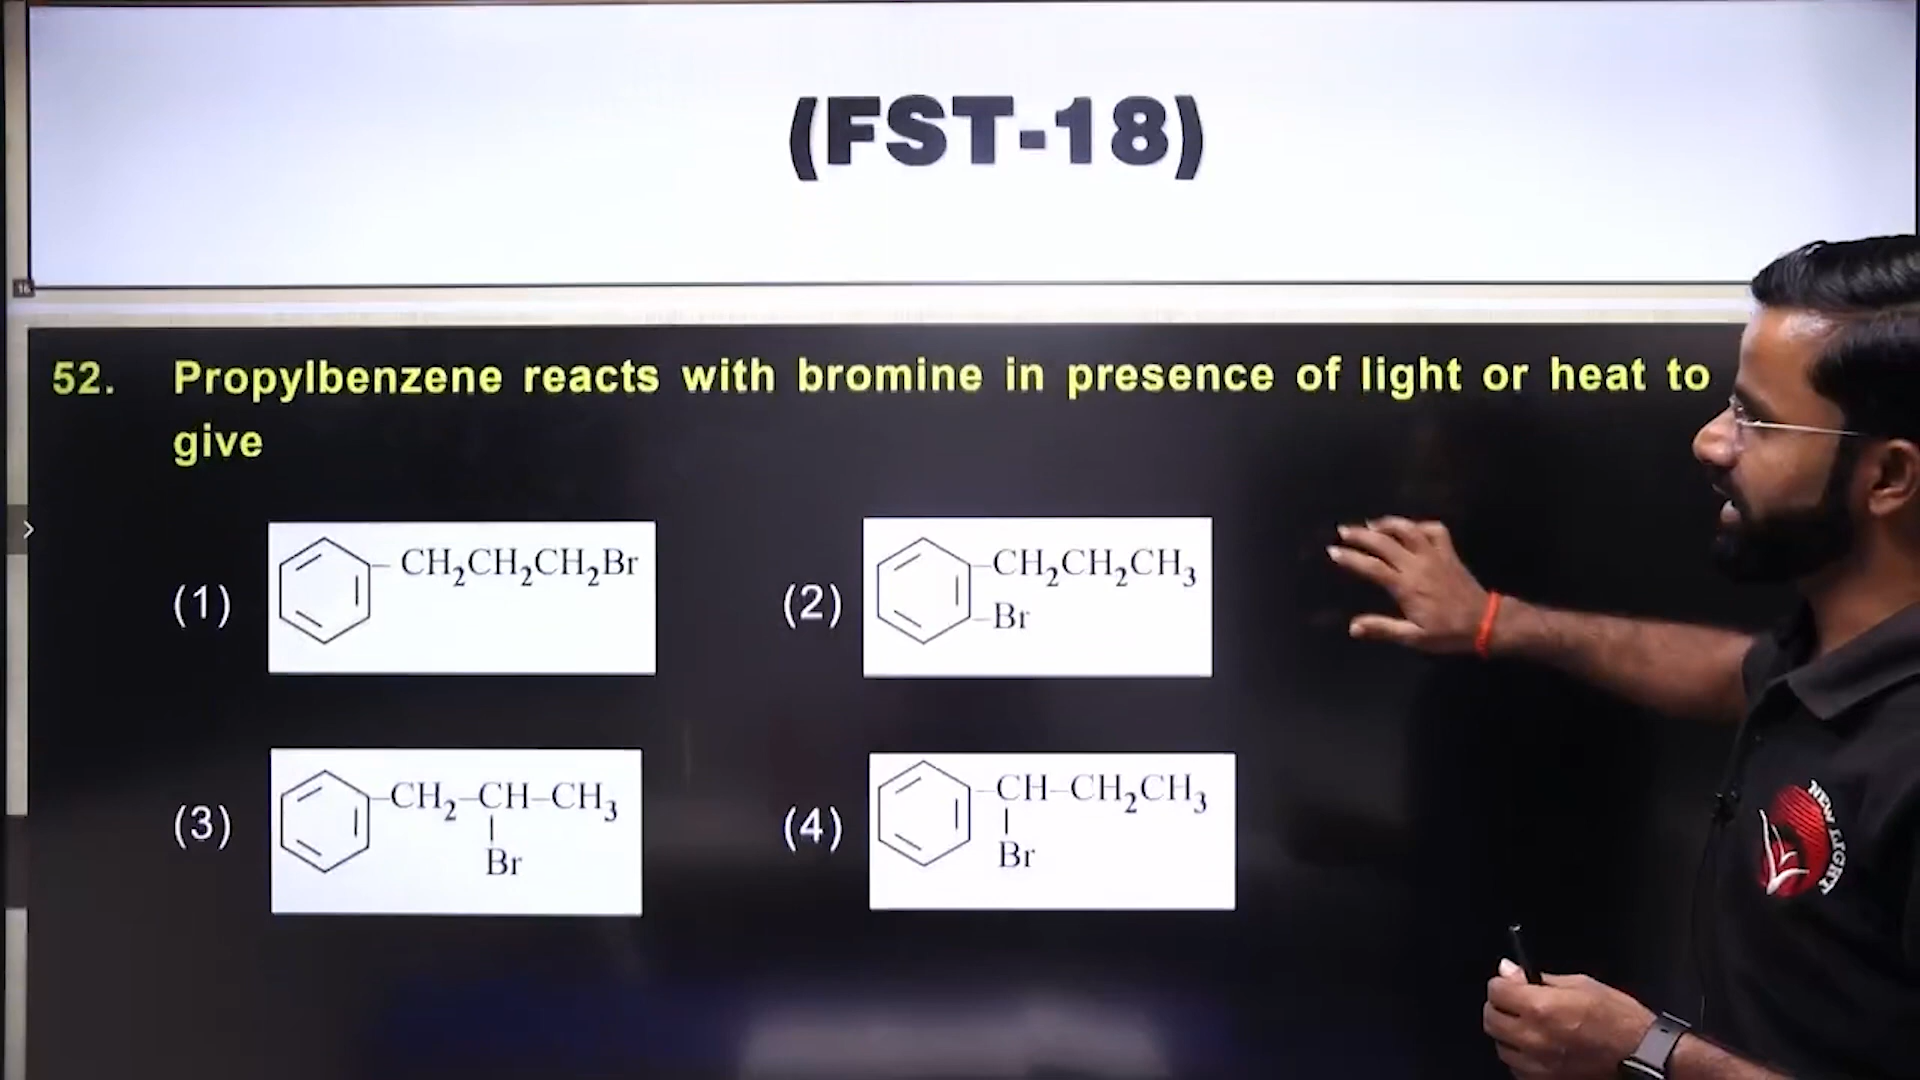 (FST-18)
16
52. Propylbenzene reacts with bromine in presence of light or heat to
give
(1) CH₂CH₂CH₂Br
(2) CH₂CH₂CH₃
Br
(3) CH₂–CH–CH₃
Br
(4) CH–CH₂CH₃
Br
NEW LIGHT